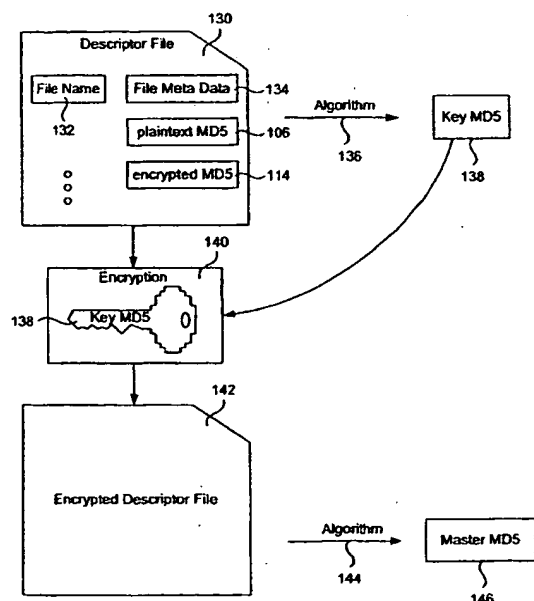 130
Descriptor File
File Name
132
File Meta Data
134
plaintext MD5
106
encrypted MD5
114
Algorithm
136
Key MD5
138
140
Encryption
138
Key MD5
142
Encrypted Descriptor File
Algorithm
144
Master MD5
146